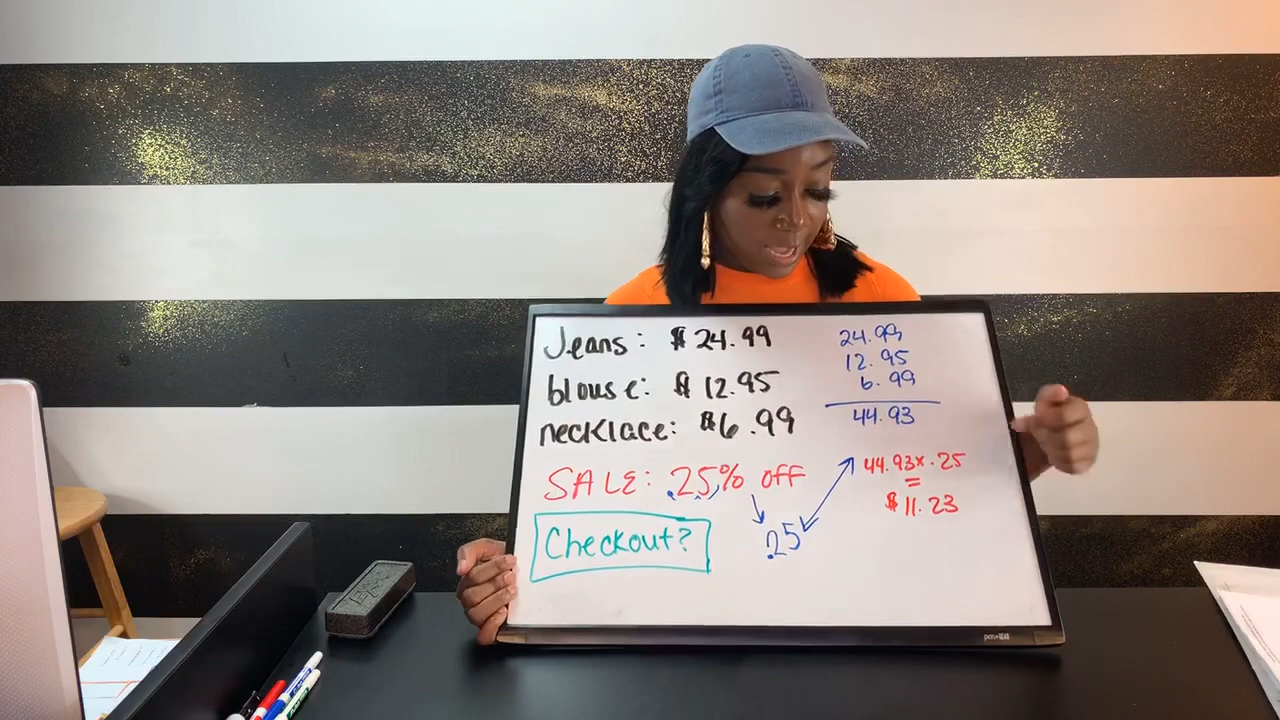 Jeans: $24.99
blouse: $12.95
necklace: $6.99
SALE: 25% off
Checkout?
.25
24.99
12.95
6.99
44.93
44.93x.25
=
$11.23